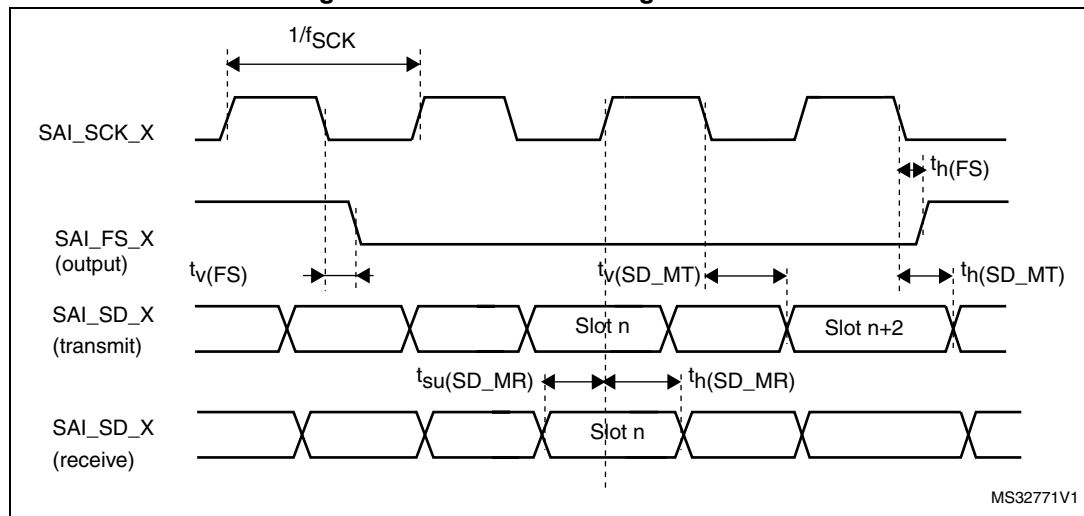 1/fSCK
SAI_SCK_X
th(FS)
SAI_FS_X
(output)
tv(FS)
tv(SD_MT)
th(SD_MT)
SAI_SD_X
(transmit)
Slot n
Slot n+2
tsu(SD_MR)
th(SD_MR)
SAI_SD_X
(receive)
Slot n
MS32771V1